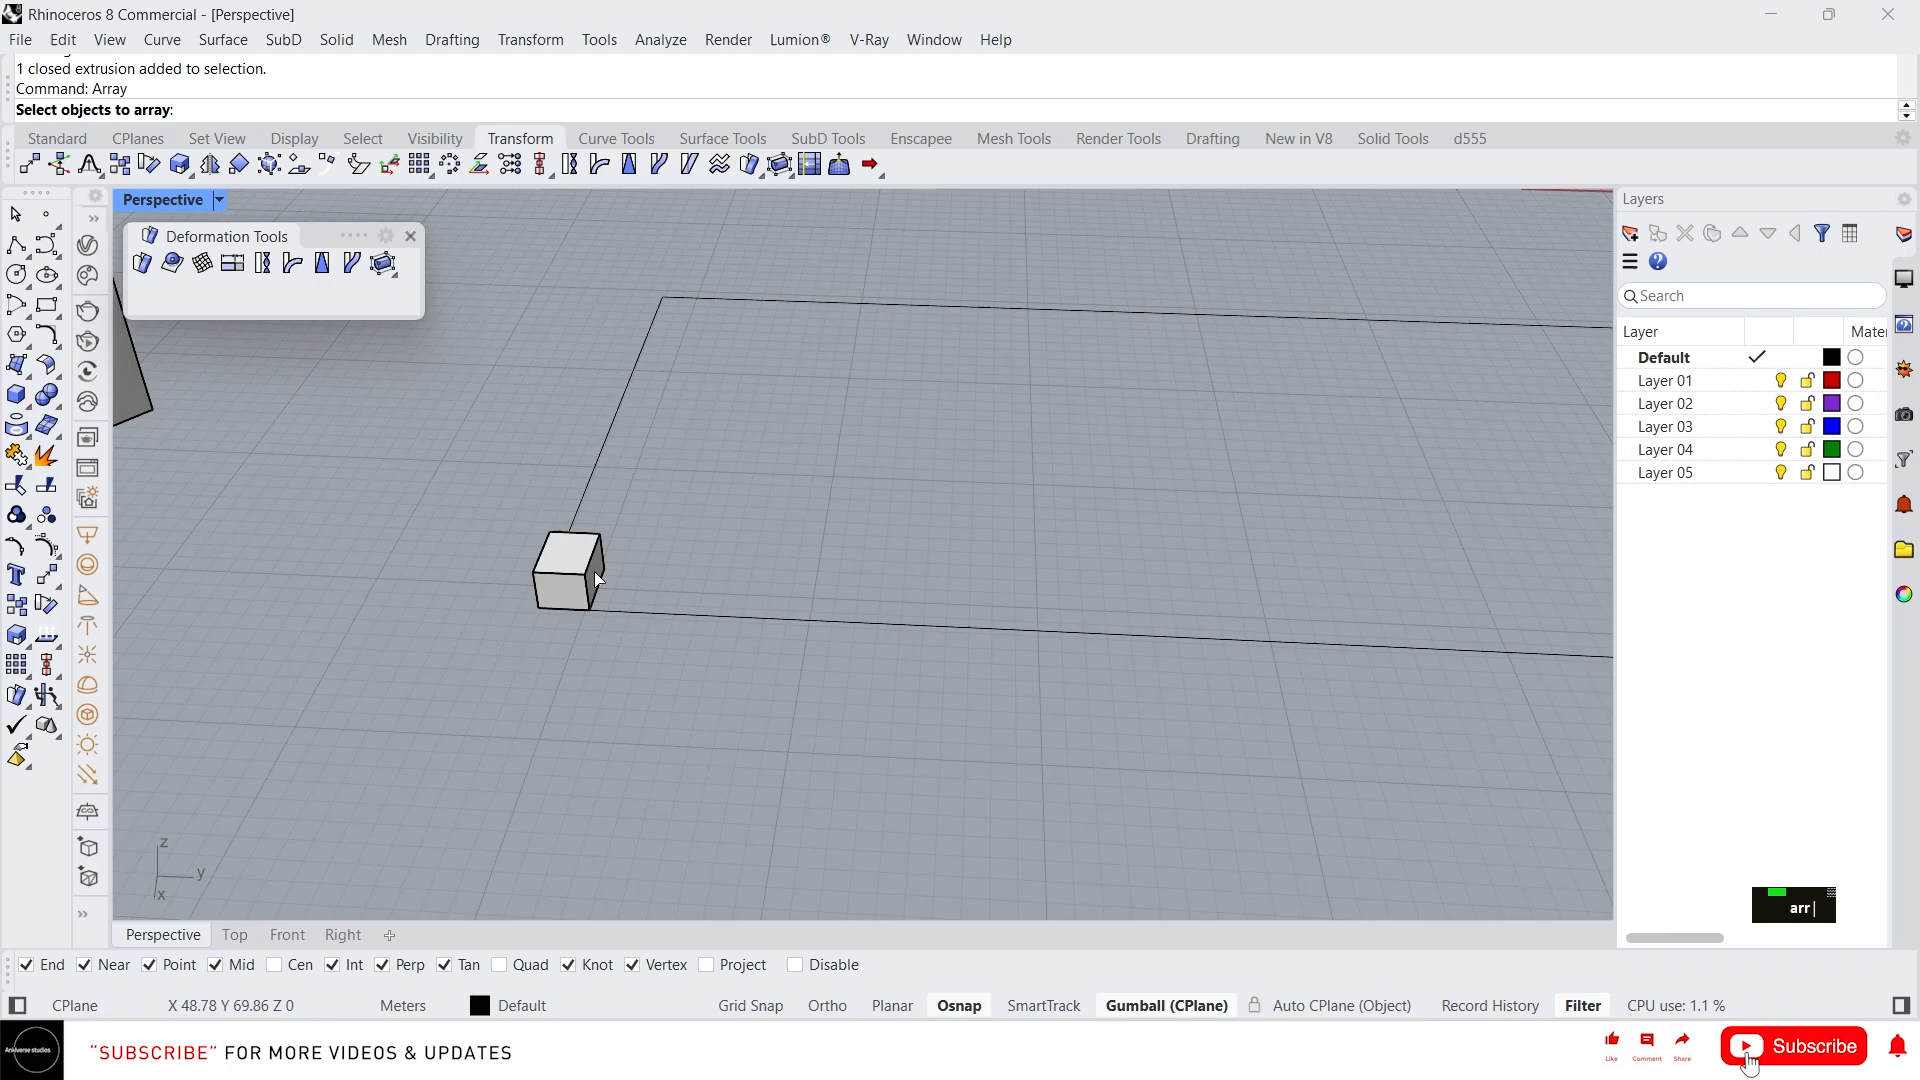 Rhinoceros 8 Commercial - [Perspective]
File Edit View Curve Surface SubD Solid Mesh Drafting Transform Tools Analyze Render Lumion® V-Ray Window Help
1 closed extrusion added to selection.
Command: Array
Select objects to array:
Standard CPlanes Set View Display Select Visibility Transform Curve Tools Surface Tools SubD Tools Enscapee Mesh Tools Render Tools Drafting New in V8 Solid Tools d555
Perspective
Layers
Deformation Tools
Search
Layer Mater
Default
Layer 01
Layer 02
Layer 03
Layer 04
Layer 05
z
y
x
arr
Perspective Top Front Right
End Near Point Mid Cen Int Perp Tan Quad Knot Vertex Project Disable
CPlane X 48.78 Y 69.86 Z 0 Meters Default Grid Snap Ortho Planar Osnap SmartTrack Gumball (CPlane) Auto CPlane (Object) Record History Filter CPU use: 1.1 %
"SUBSCRIBE" FOR MORE VIDEOS & UPDATES
Like Comment Share
Subscribe